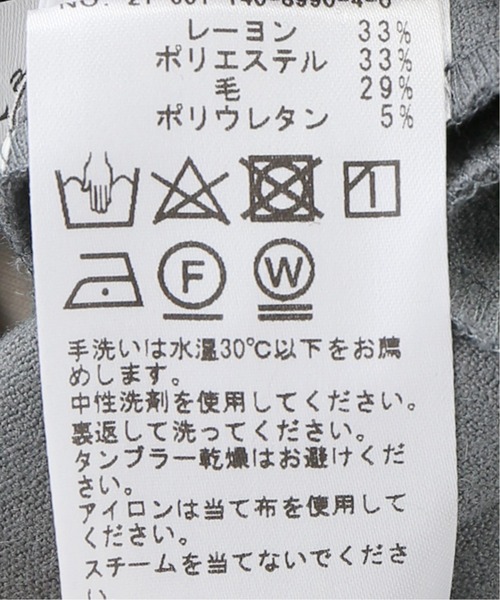 レーヨン 33%
ポリエステル 33%
毛 29%
ポリウレタン 5%
F
W
手洗いは水温30℃以下をお薦
めします。
中性洗剤を使用してください。
裏返して洗ってください。
タンブラー乾燥はお避けくだ
さい。
アイロンは当て布を使用して
ください。
スチームを当てないでくださ
い